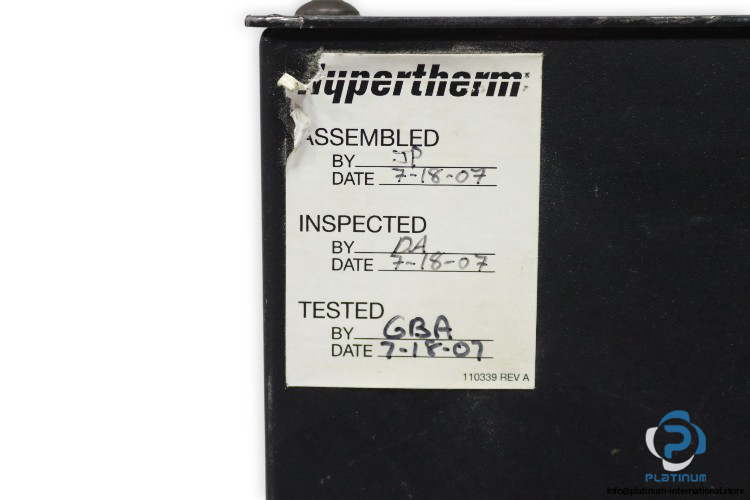 Hypertherm
ASSEMBLED
BY JP
DATE 7-18-07
INSPECTED
BY DA
DATE 7-18-07
TESTED
BY GBA
DATE 7-18-07
110339 REV A
PLATINUM
Info@platinum-international.store